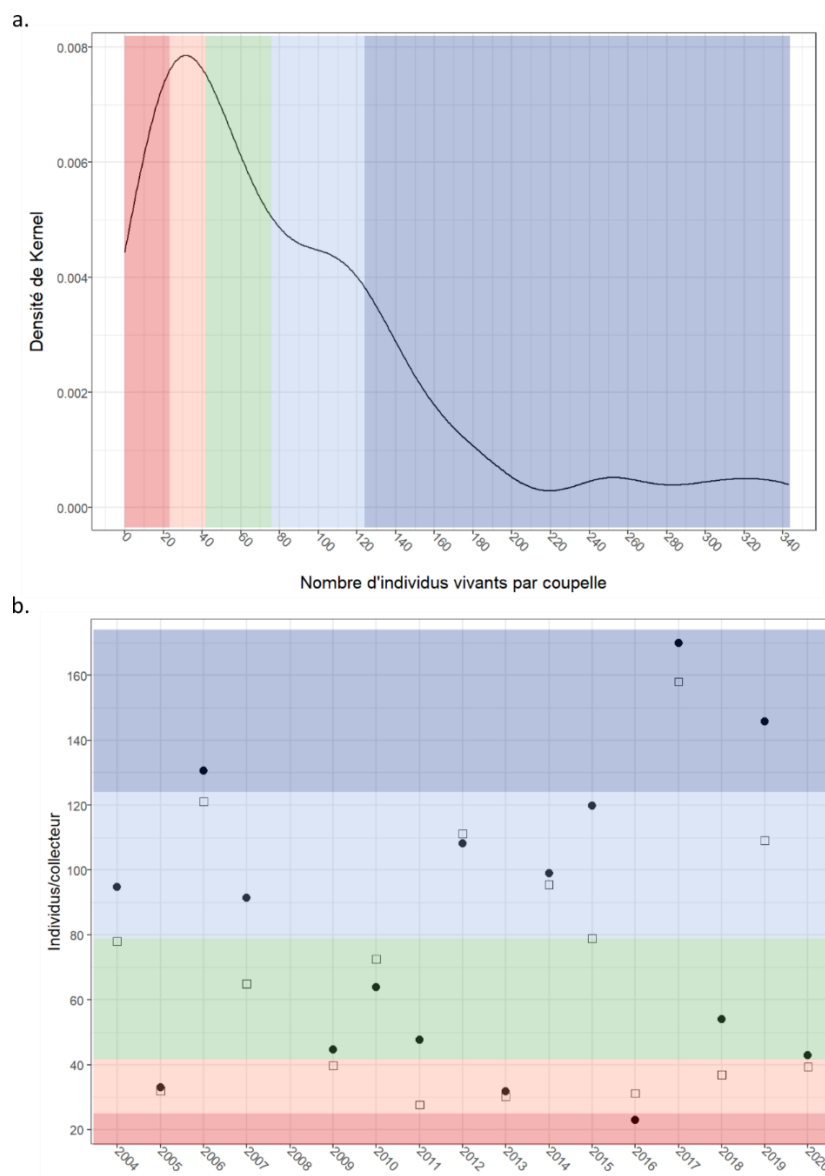 a.
0.008
0.006
0.004
0.002
0.000
Densité de Kernel
0 20 40 60 80 100 120 140 160 180 200 220 240 260 280 300 320 340
Nombre d'individus vivants par coupelle
b.
160
140
120
100
80
60
40
20
Individus/collecteur
2004 2005 2006 2007 2008 2009 2010 2011 2012 2013 2014 2015 2016 2017 2018 2019 202